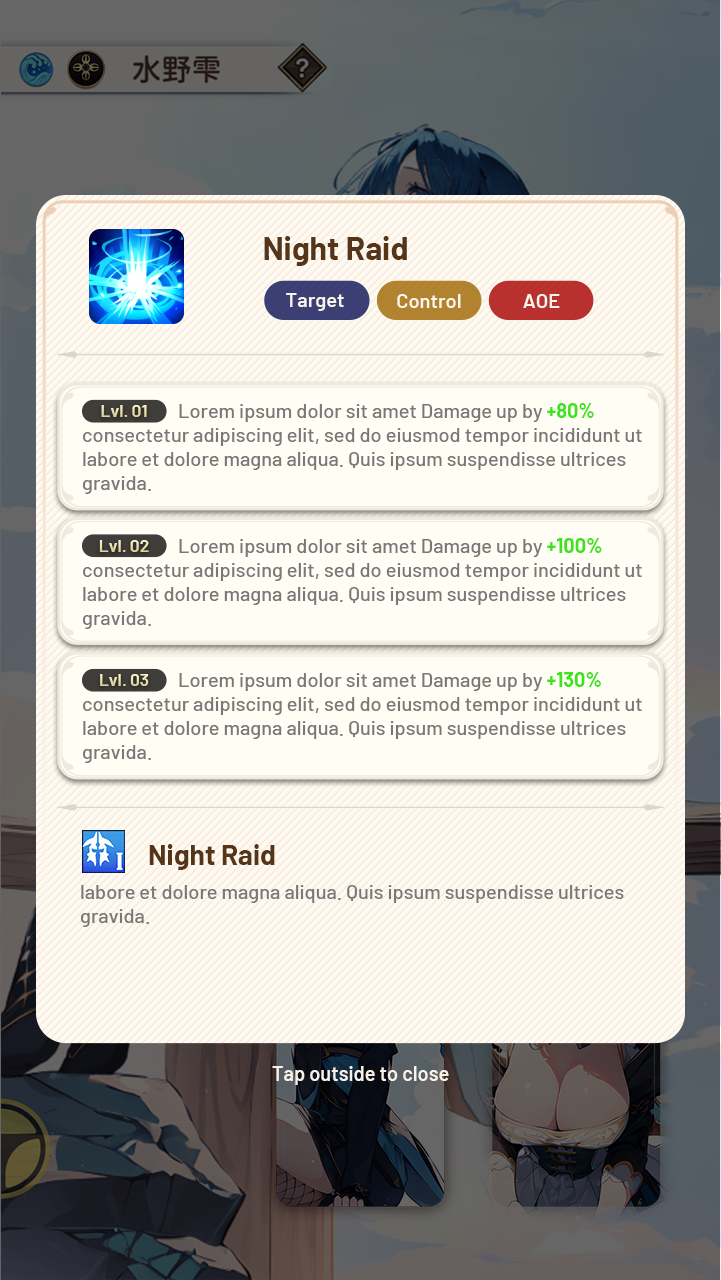 水野雫
?
Night Raid
Target Control AOE
Lvl. 01 Lorem ipsum dolor sit amet Damage up by +80%
consectetur adipiscing elit, sed do eiusmod tempor incididunt ut
labore et dolore magna aliqua. Quis ipsum suspendisse ultrices
gravida.
Lvl. 02 Lorem ipsum dolor sit amet Damage up by +100%
consectetur adipiscing elit, sed do eiusmod tempor incididunt ut
labore et dolore magna aliqua. Quis ipsum suspendisse ultrices
gravida.
Lvl. 03 Lorem ipsum dolor sit amet Damage up by +130%
consectetur adipiscing elit, sed do eiusmod tempor incididunt ut
labore et dolore magna aliqua. Quis ipsum suspendisse ultrices
gravida.
I
Night Raid
labore et dolore magna aliqua. Quis ipsum suspendisse ultrices
gravida.
Tap outside to close